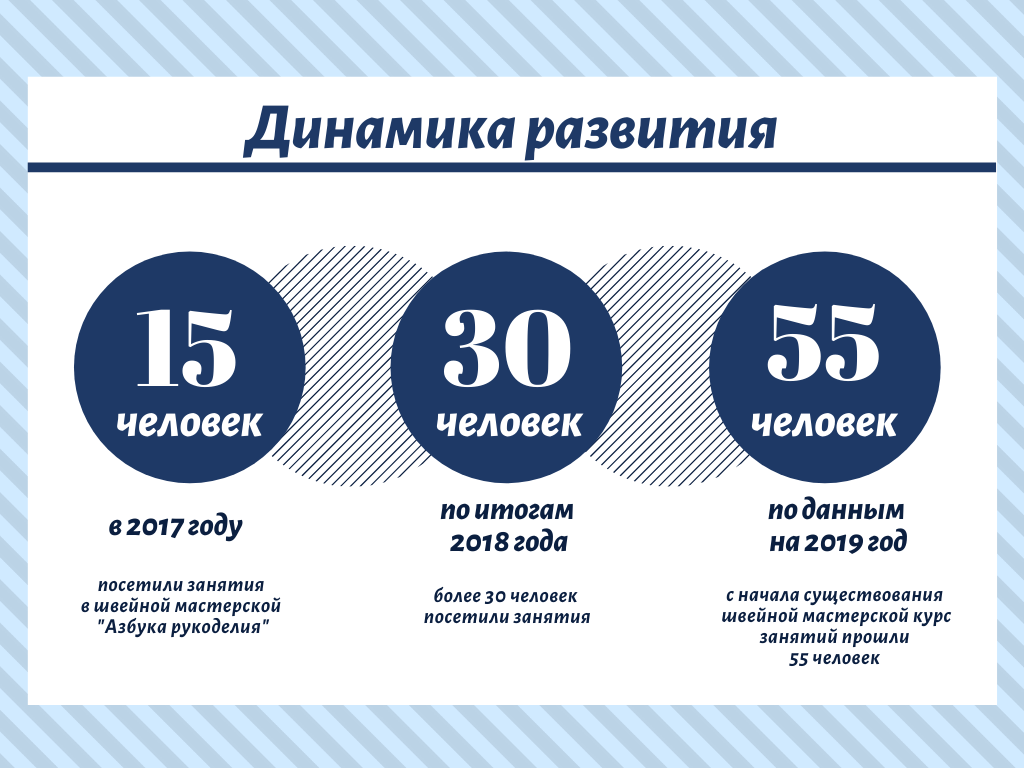 Динамика развития
15
человек
30
человек
55
человек
в 2017 году
по итогам
2018 года
по данным
на 2019 год
посетили занятия
в швейной мастерской
"Азбука рукоделия"
более 30 человек
посетили занятия
с начала существования
швейной мастерской курс
занятий прошли
55 человек